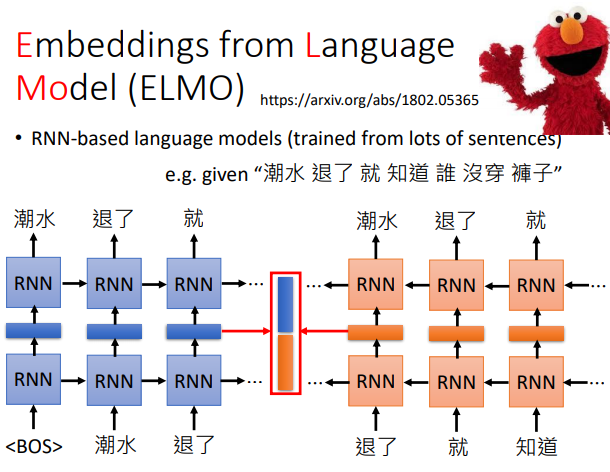 Embeddings from Language
Model (ELMO) https://arxiv.org/abs/1802.05365
• RNN-based language models (trained from lots of sentences)
e.g. given “潮水 退了 就 知道 誰 沒穿 褲子”
潮水 退了 就 潮水 退了 就
RNN RNN RNN ... ... RNN RNN RNN ...
RNN RNN RNN ... ... RNN RNN RNN ...
<BOS> 潮水 退了 退了 就 知道